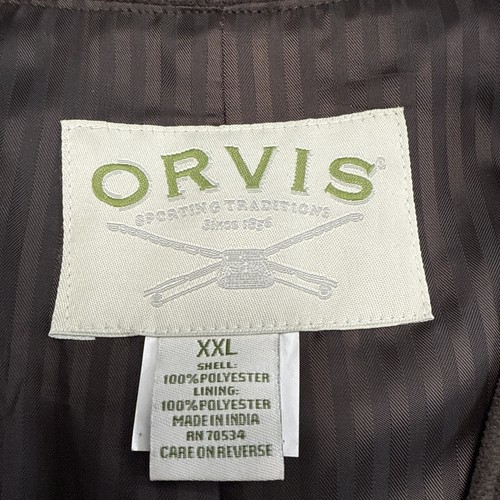 ORVIS®
SPORTING TRADITIONS
Since 1856
XXL
SHELL:
100% POLYESTER
LINING:
100% POLYESTER
MADE IN INDIA
RN 70534
CARE ON REVERSE